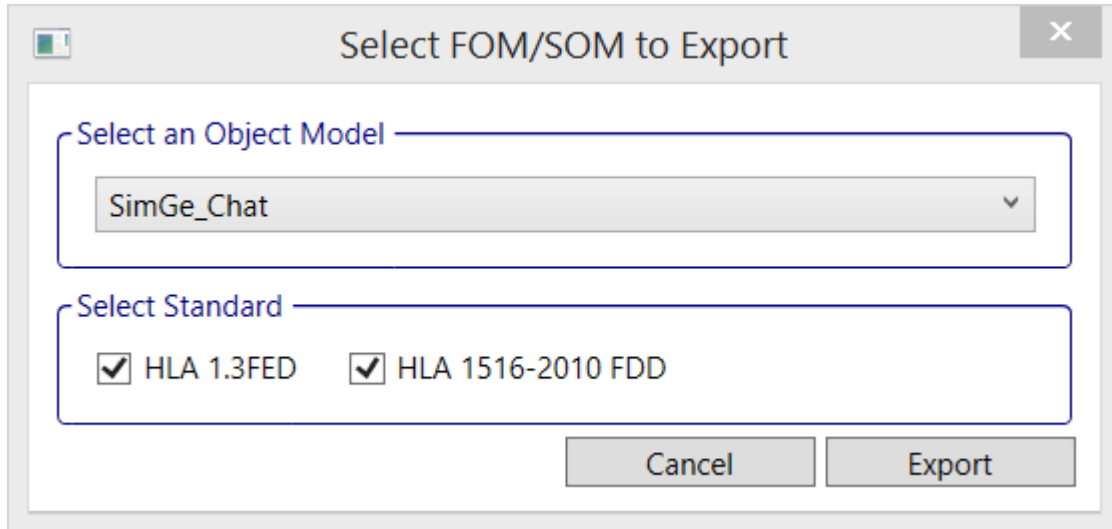 Select FOM/SOM to Export
Select an Object Model
SimGe_Chat
Select Standard
HLA 1.3FED HLA 1516-2010 FDD
Cancel Export